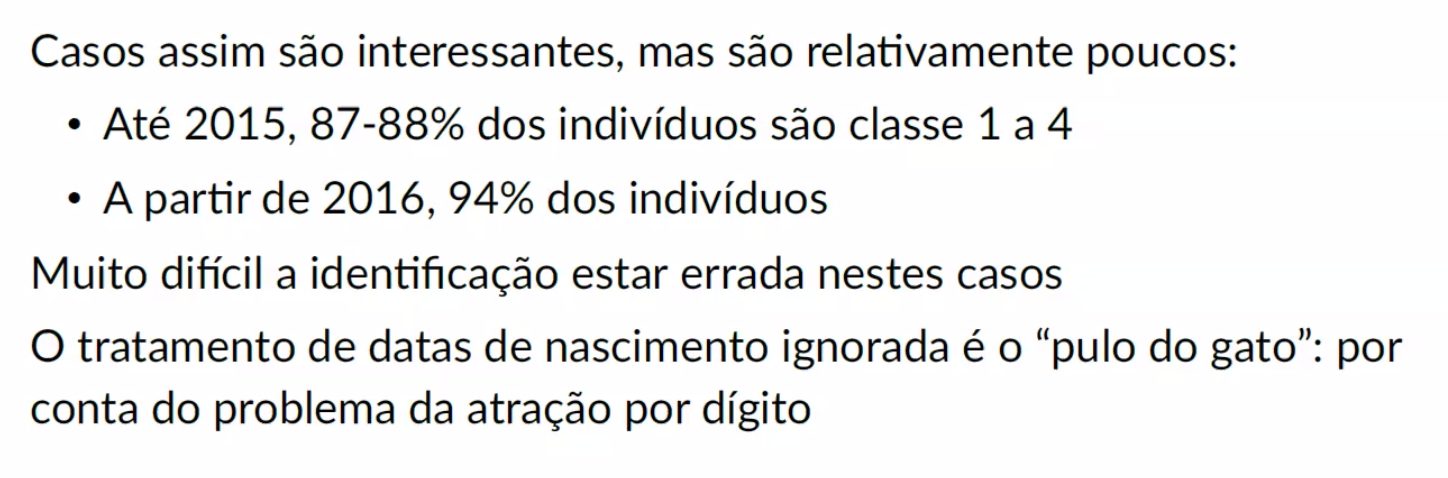 Casos assim são interessantes, mas são relativamente poucos:
• Até 2015, 87-88% dos indivíduos são classe 1 a 4
• A partir de 2016, 94% dos indivíduos
Muito difícil a identificação estar errada nestes casos
O tratamento de datas de nascimento ignorada é o “pulo do gato”: por
conta do problema da atração por dígito